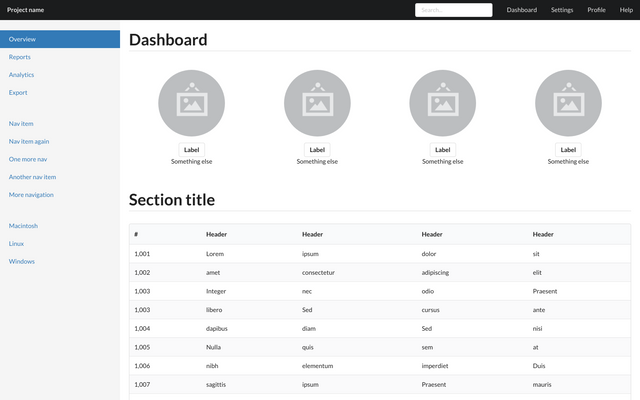 Project name
Search...
Dashboard Settings Profile Help
Overview
Reports
Analytics
Export
Nav item
Nav item again
One more nav
Another nav item
More navigation
Macintosh
Linux
Windows
Dashboard
Label Label Label Label
Something else Something else Something else Something else
Section title
# Header Header Header Header
1,001 Lorem ipsum dolor sit
1,002 amet consectetur adipiscing elit
1,003 Integer nec odio Praesent
1,003 libero Sed cursus ante
1,004 dapibus diam Sed nisi
1,005 Nulla quis sem at
1,006 nibh elementum imperdiet Duis
1,007 sagittis ipsum Praesent mauris